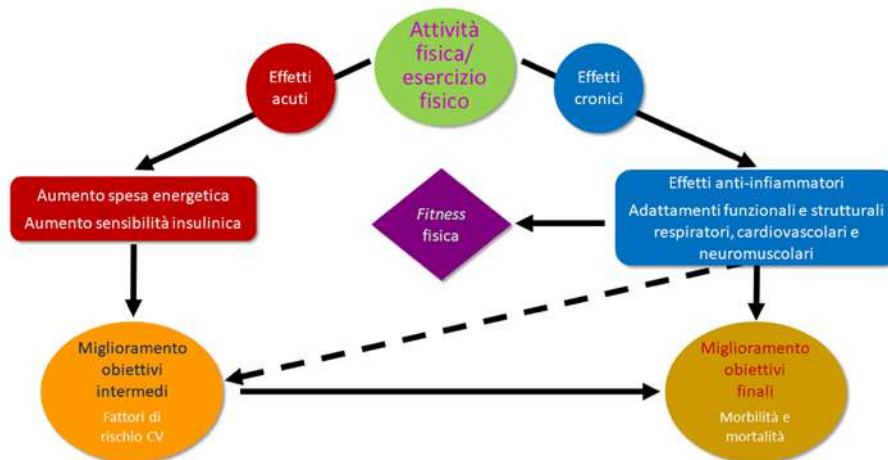 Attività
fisica/
esercizio
fisico
Effetti
acuti
Effetti
cronici
Aumento spesa energetica
Aumento sensibilità insulinica
Fitness
fisica
Effetti anti-infiammatori
Adattamenti funzionali e strutturali
respiratori, cardiovascolari e
neuromuscolari
Miglioramento
obiettivi
intermedi
Fattori di
rischio CV
Miglioramento
obiettivi
finali
Morbilità e
mortalità